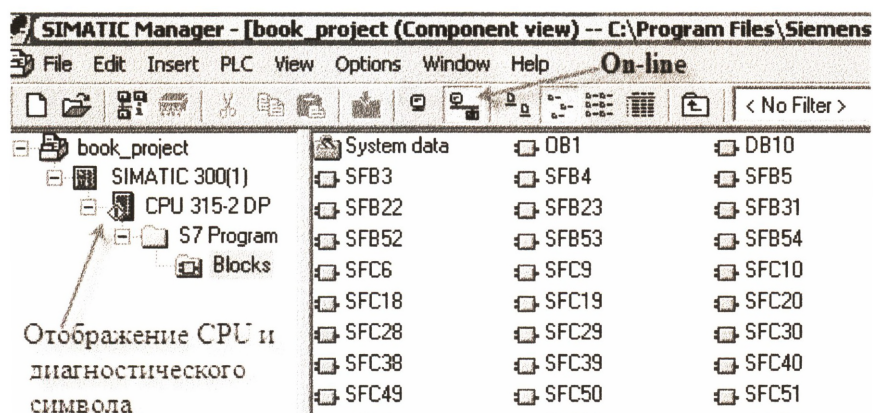 SIMATIC Manager - [book_project (Component view) -- C:\Program Files\Siemens
File Edit Insert PLC View Options Window Help
On-line
< No Filter >
book_project
SIMATIC 300(1)
CPU 315-2 DP
S7 Program
Blocks
System data OB1 DB10
SFB3 SFB4 SFB5
SFB22 SFB23 SFB31
SFB52 SFB53 SFB54
SFC6 SFC9 SFC10
SFC18 SFC19 SFC20
SFC28 SFC29 SFC30
SFC38 SFC39 SFC40
SFC49 SFC50 SFC51
Отображение CPU и
диагностического
символа